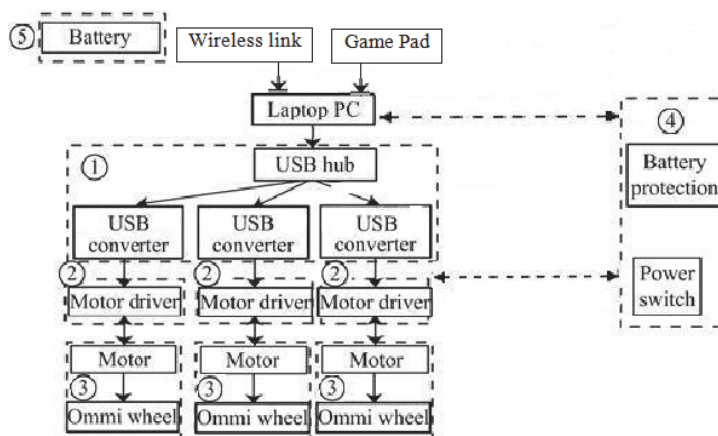 ⑤ Battery
Wireless link
Game Pad
Laptop PC
④
Battery
protection
Power
switch
①
USB hub
USB
converter
USB
converter
USB
converter
② ② ②
Motor driver Motor driver Motor driver
Motor Motor Motor
③ ③ ③
Ommi wheel Ommi wheel Ommi wheel